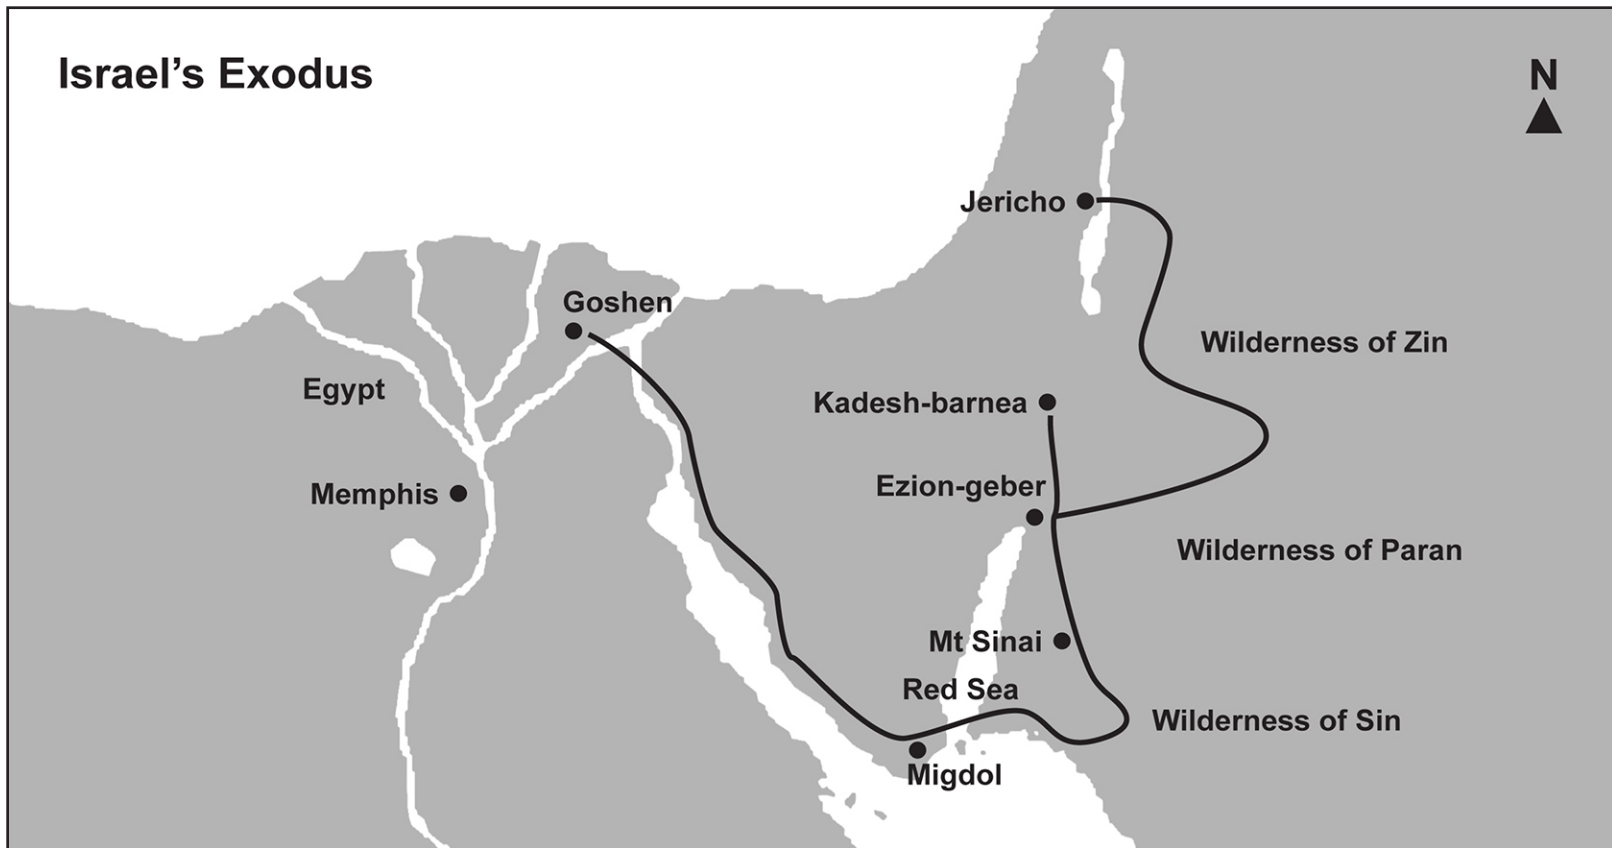 Israel's Exodus
N
Jericho
Goshen
Wilderness of Zin
Egypt
Kadesh-barnea
Ezion-geber
Memphis
Wilderness of Paran
Mt Sinai
Red Sea
Wilderness of Sin
Migdol